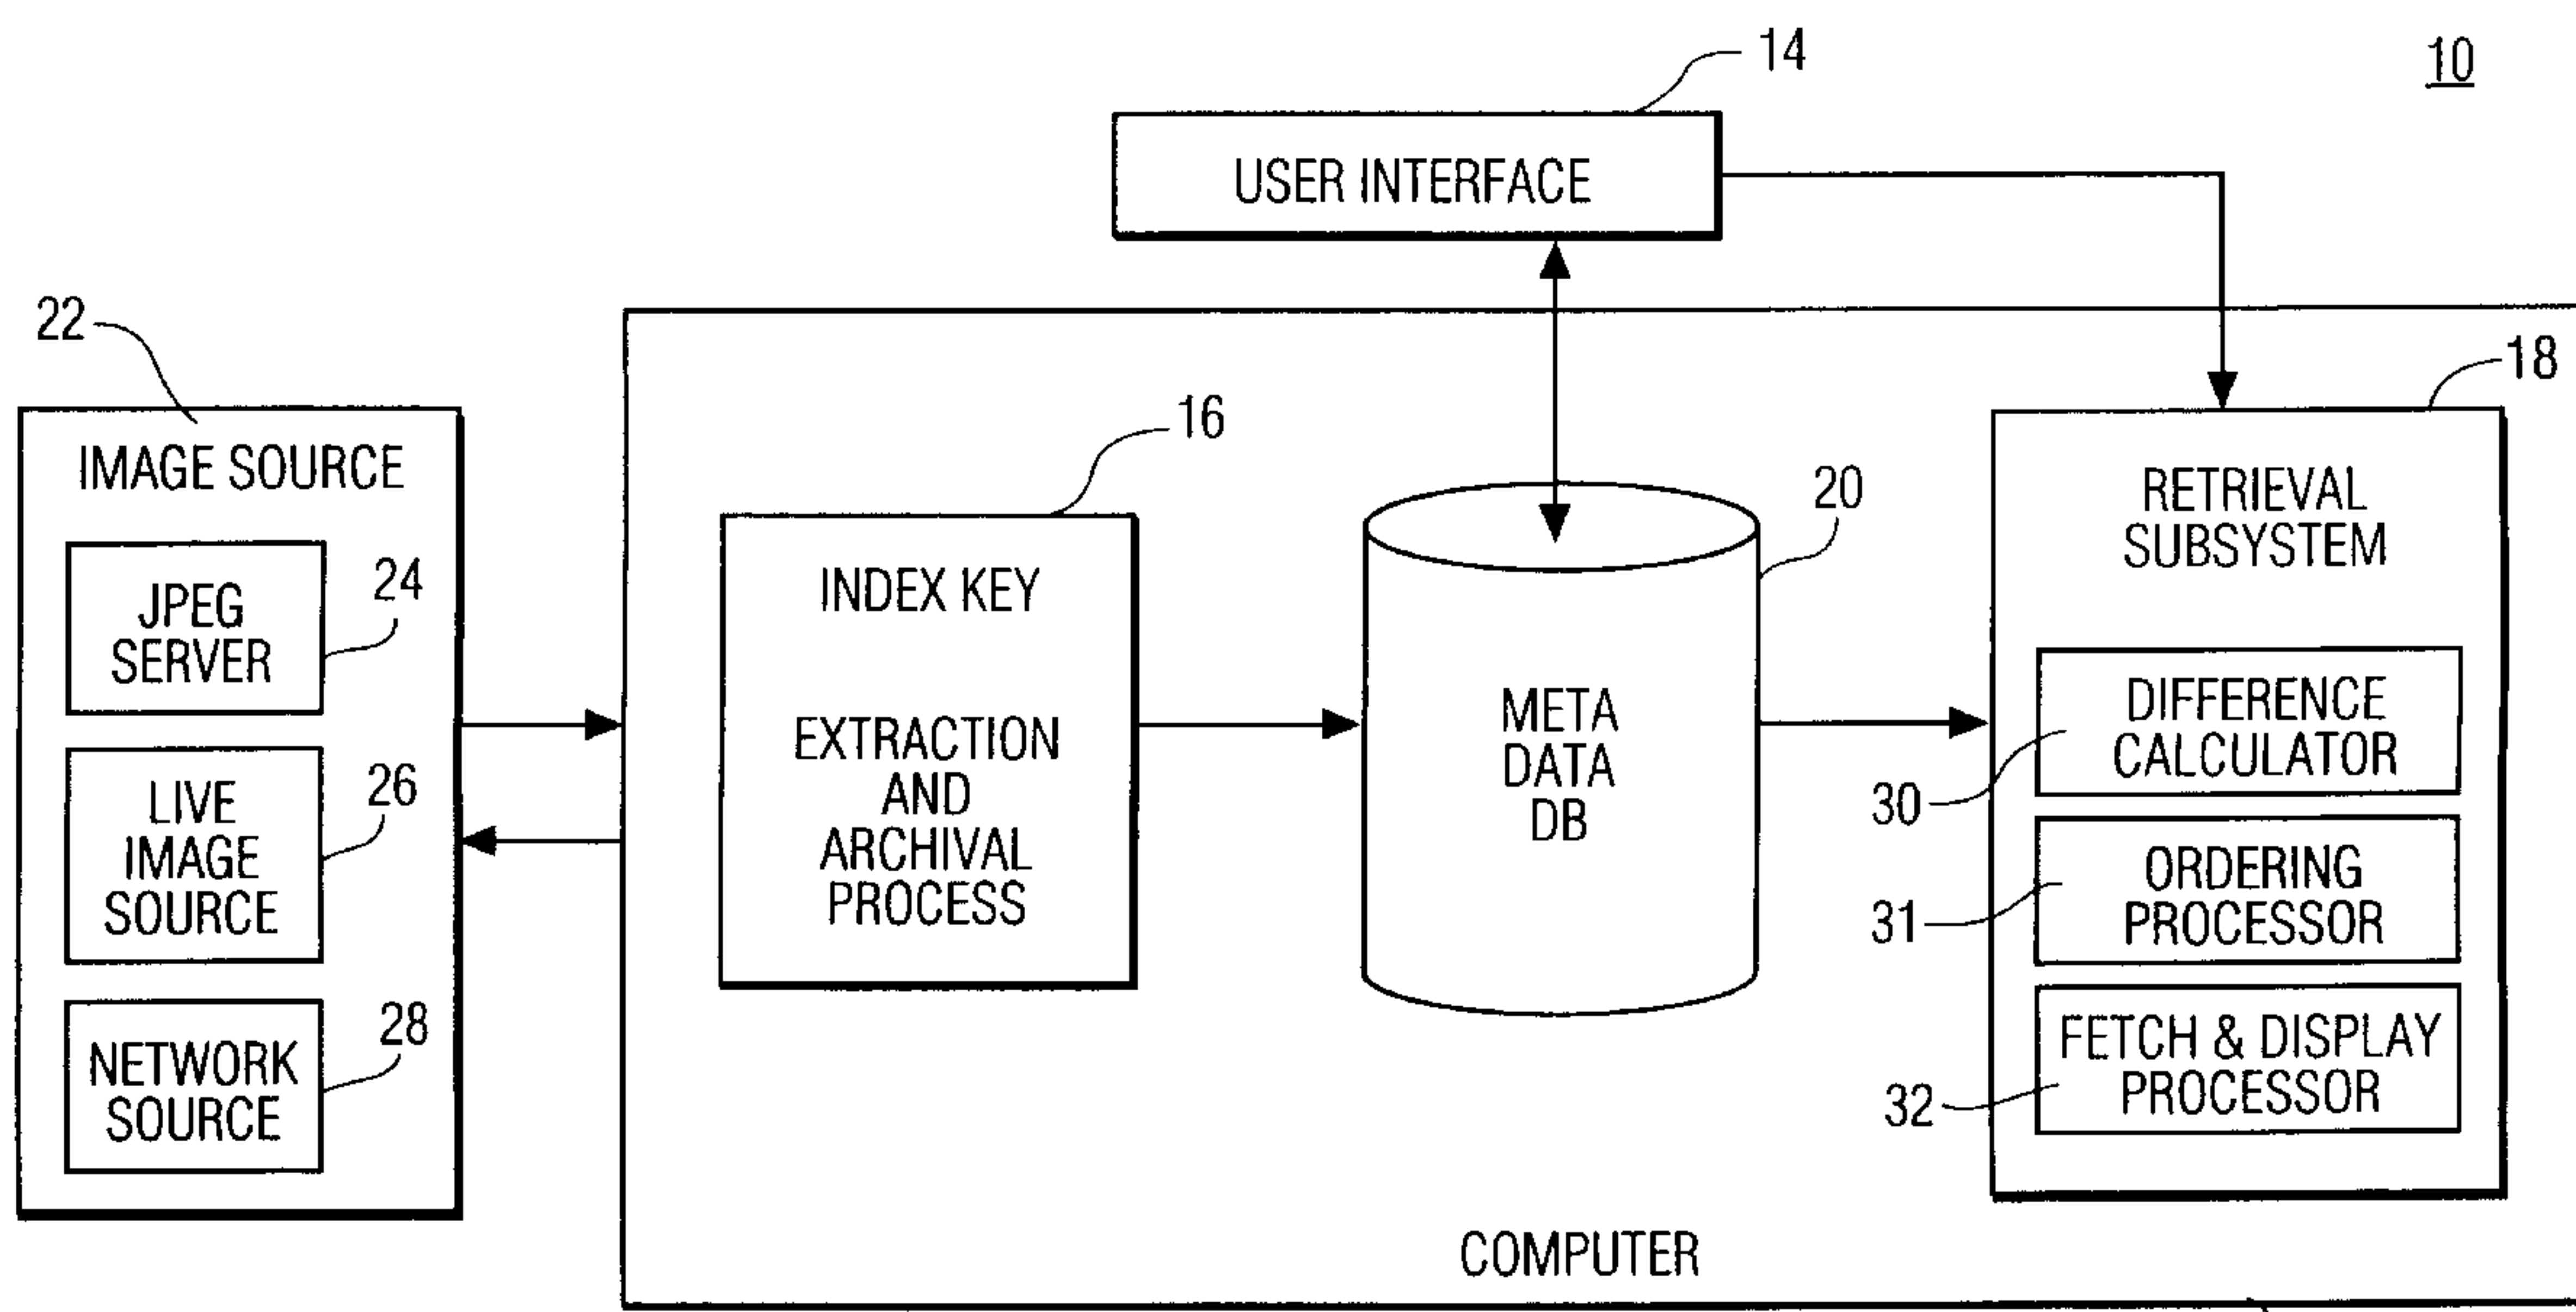 14
10
USER INTERFACE
22
18
16
IMAGE SOURCE
20
RETRIEVAL
SUBSYSTEM
24
JPEG
SERVER
INDEX KEY
EXTRACTION
AND
ARCHIVAL
PROCESS
META
DATA
DB
DIFFERENCE
CALCULATOR
30
26
LIVE
IMAGE
SOURCE
ORDERING
PROCESSOR
31
28
NETWORK
SOURCE
FETCH & DISPLAY
PROCESSOR
32
COMPUTER